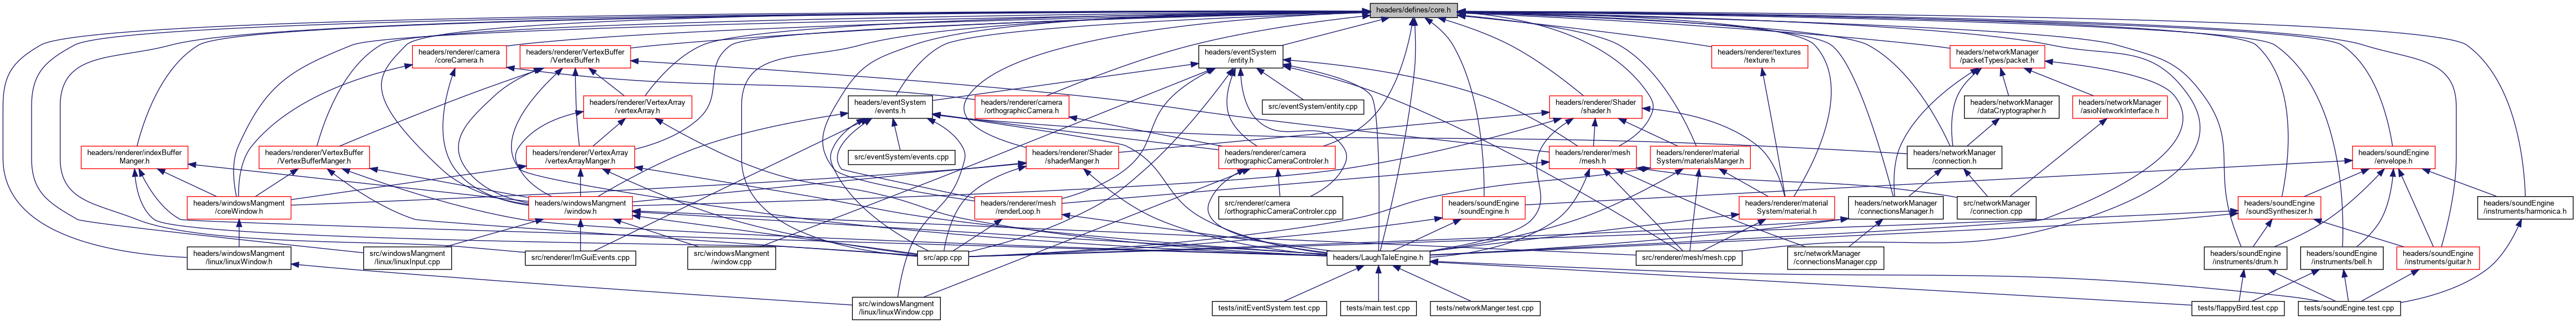 headers/defines/core.h
headers/renderer/camera
/coreCamera.h
headers/renderer/VertexBuffer
/VertexBuffer.h
headers/eventSystem
/entity.h
headers/renderer/textures
/texture.h
headers/networkManager
/packetTypes/packet.h
headers/renderer/VertexArray
/vertexArray.h
headers/eventSystem
/events.h
headers/renderer/camera
/orthographicCamera.h
src/eventSystem/entity.cpp
headers/renderer/Shader
/shader.h
headers/networkManager
/dataCryptographer.h
headers/networkManager
/asioNetworkInterface.h
headers/renderer/indexBuffer
Manger.h
headers/renderer/VertexBuffer
/VertexBufferManger.h
headers/renderer/VertexArray
/vertexArrayManger.h
src/eventSystem/events.cpp
headers/renderer/Shader
/shaderManger.h
headers/renderer/camera
/orthographicCameraControler.h
headers/renderer/mesh
/mesh.h
headers/renderer/material
System/materialsManger.h
headers/networkManager
/connection.h
headers/soundEngine
/envelope.h
headers/windowsMangment
/coreWindow.h
headers/windowsMangment
/window.h
headers/renderer/mesh
/renderLoop.h
src/renderer/camera
/orthographicCameraControler.cpp
headers/soundEngine
/soundEngine.h
headers/renderer/material
System/material.h
headers/networkManager
/connectionsManager.h
src/networkManager
/connection.cpp
headers/soundEngine
/soundSynthesizer.h
headers/soundEngine
/instruments/harmonica.h
headers/windowsMangment
/linux/linuxWindow.h
src/windowsMangment
/linux/linuxInput.cpp
src/renderer/ImGuiEvents.cpp
src/windowsMangment
/window.cpp
src/app.cpp
headers/LaughTaleEngine.h
src/renderer/mesh/mesh.cpp
src/networkManager
/connectionsManager.cpp
headers/soundEngine
/instruments/drum.h
headers/soundEngine
/instruments/bell.h
headers/soundEngine
/instruments/guitar.h
src/windowsMangment
/linux/linuxWindow.cpp
tests/initEventSystem.test.cpp
tests/main.test.cpp
tests/networkManger.test.cpp
tests/flappyBird.test.cpp
tests/soundEngine.test.cpp